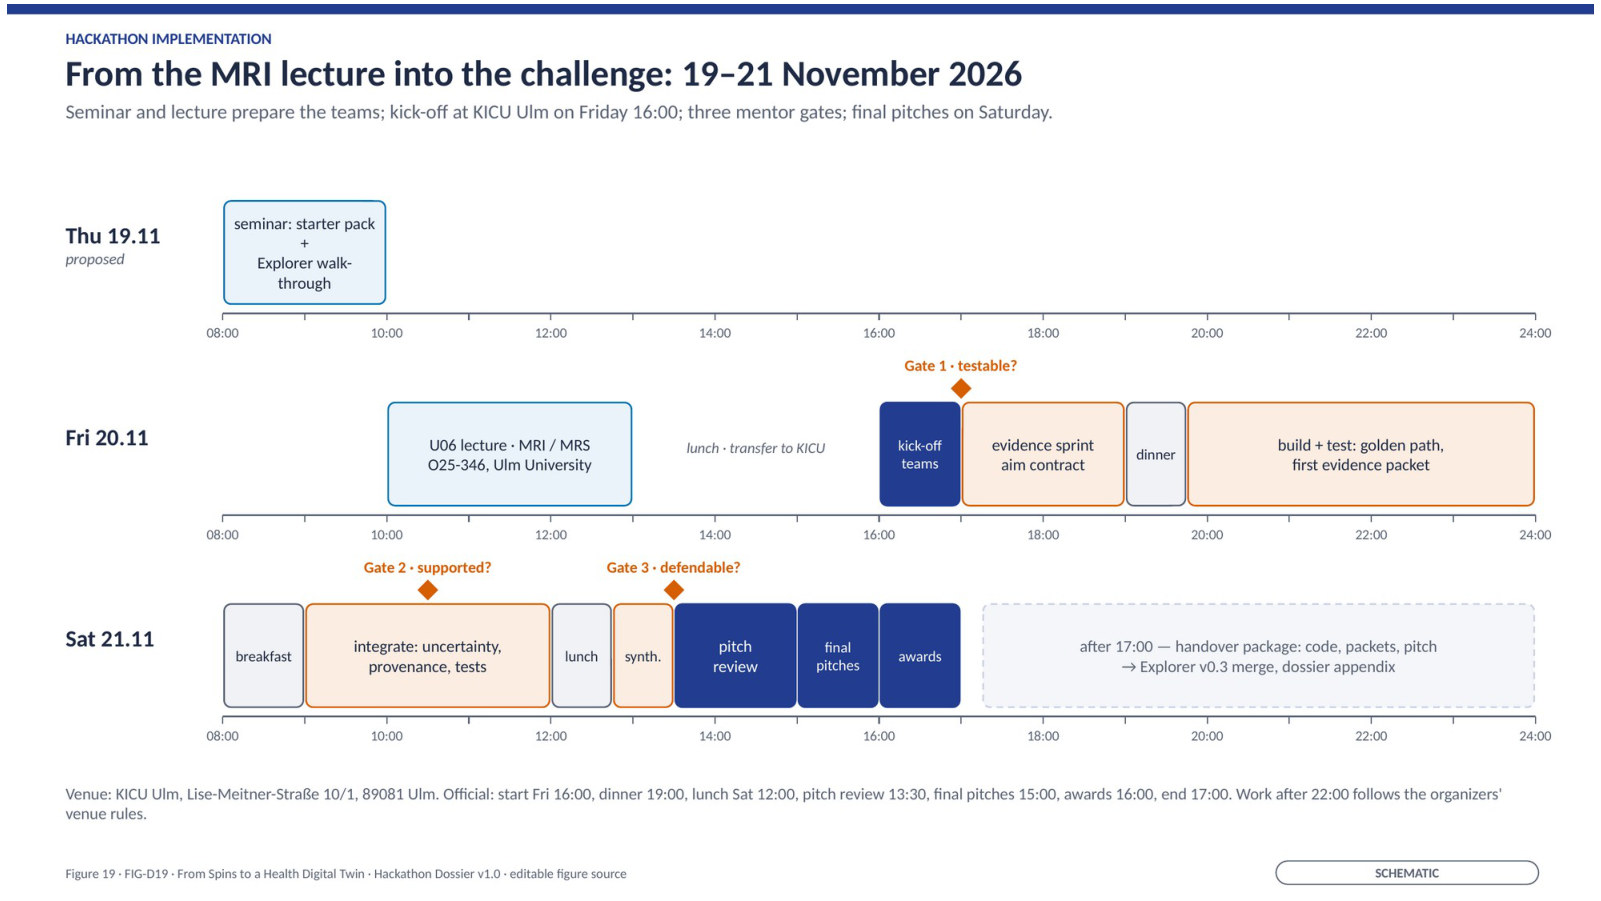 HACKATHON IMPLEMENTATION
From the MRI lecture into the challenge: 19–21 November 2026
Seminar and lecture prepare the teams; kick-off at KICU Ulm on Friday 16:00; three mentor gates; final pitches on Saturday.
Thu 19.11
proposed
seminar: starter pack
+
Explorer walk-
through
08:00 10:00 12:00 14:00 16:00 18:00 20:00 22:00 24:00
Gate 1 · testable?
Fri 20.11
U06 lecture · MRI / MRS
O25-346, Ulm University
lunch · transfer to KICU
kick-off
teams
evidence sprint
aim contract
dinner
build + test: golden path,
first evidence packet
08:00 10:00 12:00 14:00 16:00 18:00 20:00 22:00 24:00
Gate 2 · supported?
Gate 3 · defendable?
Sat 21.11
breakfast
integrate: uncertainty,
provenance, tests
lunch
synth.
pitch
review
final
pitches
awards
after 17:00 — handover package: code, packets, pitch
→ Explorer v0.3 merge, dossier appendix
08:00 10:00 12:00 14:00 16:00 18:00 20:00 22:00 24:00
Venue: KICU Ulm, Lise-Meitner-Straße 10/1, 89081 Ulm. Official: start Fri 16:00, dinner 19:00, lunch Sat 12:00, pitch review 13:30, final pitches 15:00, awards 16:00, end 17:00. Work after 22:00 follows the organizers'
venue rules.
Figure 19 · FIG-D19 · From Spins to a Health Digital Twin · Hackathon Dossier v1.0 · editable figure source
SCHEMATIC